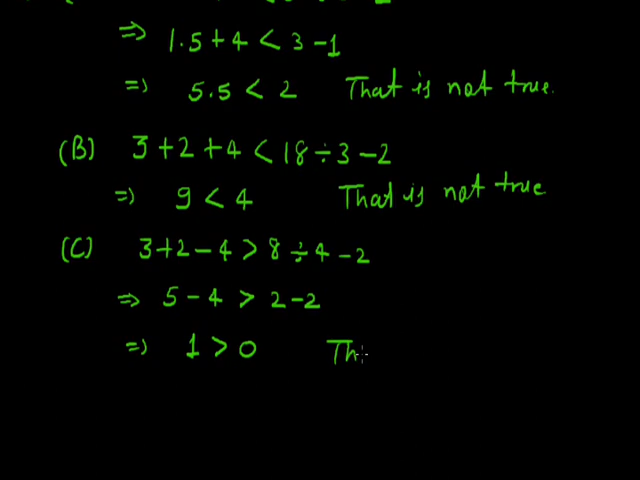 ⇒ 1.5 + 4 < 3 - 1
⇒ 5.5 < 2 That is not true.
(B) 3 + 2 + 4 < 18 ÷ 3 - 2
⇒ 9 < 4 That is not true
(C) 3 + 2 - 4 > 8 ÷ 4 - 2
⇒ 5 - 4 > 2 - 2
⇒ 1 > 0 Thi